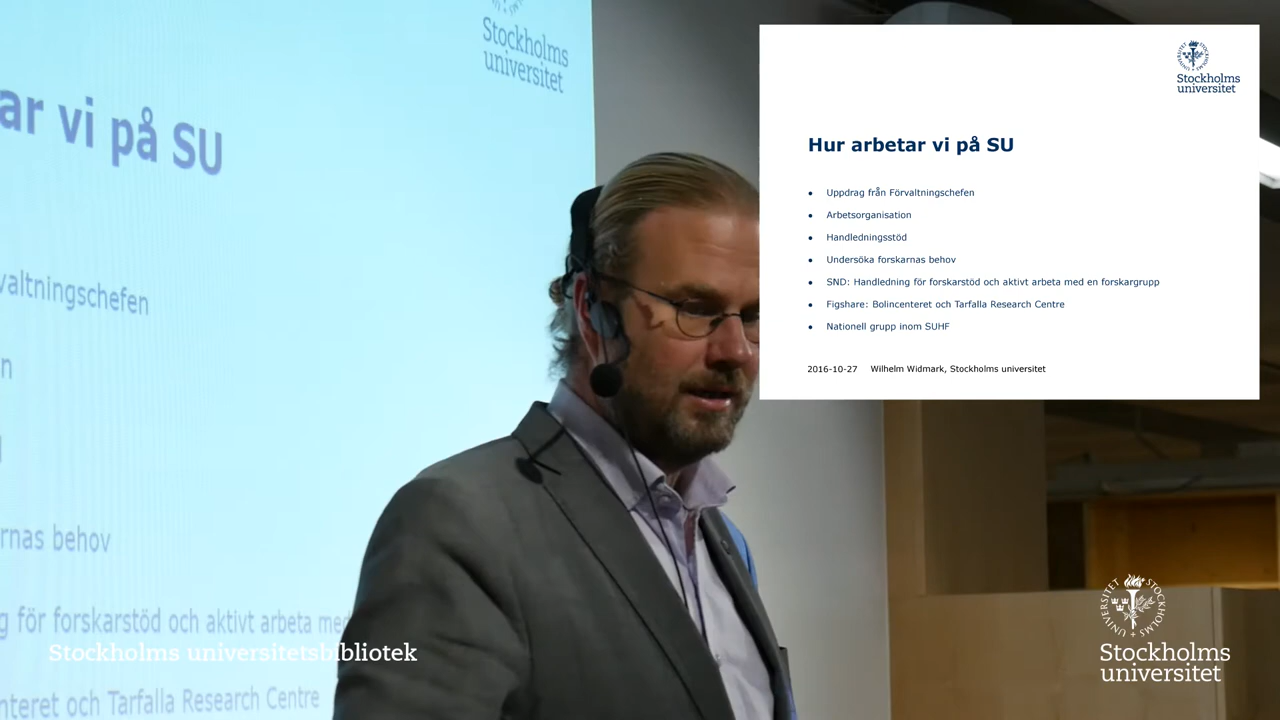 Stockholms
universitet
ar vi på SU
valtningschefen
n
rnas behov
g för forskarstöd och aktivt arbeta med
nteret och Tarfalla Research Centre
Stockholms universitetsbibliotek
Stockholms
universitet
Hur arbetar vi på SU
• Uppdrag från Förvaltningschefen
• Arbetsorganisation
• Handledningsstöd
• Undersöka forskarnas behov
• SND: Handledning för forskarstöd och aktivt arbeta med en forskargrupp
• Figshare: Bolincenteret och Tarfalla Research Centre
• Nationell grupp inom SUHF
2016-10-27 Wilhelm Widmark, Stockholms universitet
STOCKHOLMS UNIVERSITET
Stockholms
universitet